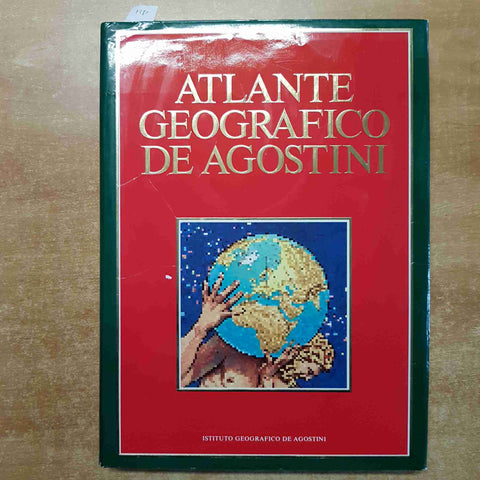 ATLANTE
GEOGRAFICO
DE AGOSTINI
ISTITUTO GEOGRAFICO DE AGOSTINI